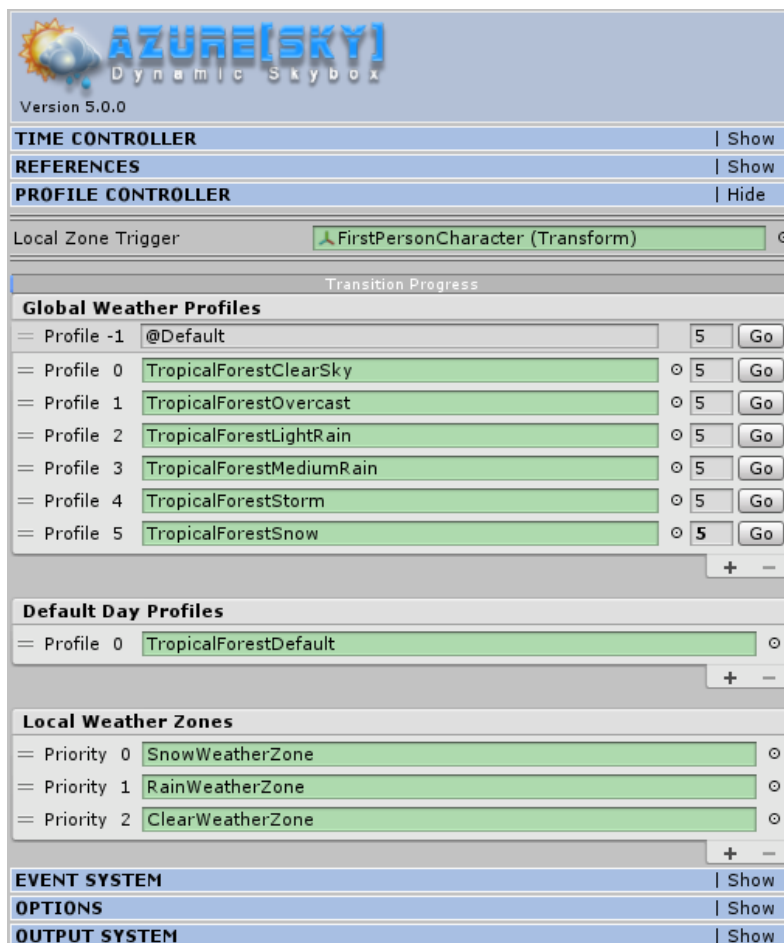 AZURE[SKY]
Dynamic Skybox
Version 5.0.0
TIME CONTROLLER | Show
REFERENCES | Show
PROFILE CONTROLLER | Hide
Local Zone Trigger FirstPersonCharacter (Transform)
Transition Progress
Global Weather Profiles
Profile -1 @Default 5 Go
Profile 0 TropicalForestClearSky 5 Go
Profile 1 TropicalForestOvercast 5 Go
Profile 2 TropicalForestLightRain 5 Go
Profile 3 TropicalForestMediumRain 5 Go
Profile 4 TropicalForestStorm 5 Go
Profile 5 TropicalForestSnow 5 Go
+ −
Default Day Profiles
Profile 0 TropicalForestDefault
+ −
Local Weather Zones
Priority 0 SnowWeatherZone
Priority 1 RainWeatherZone
Priority 2 ClearWeatherZone
+ −
EVENT SYSTEM | Show
OPTIONS | Show
OUTPUT SYSTEM | Show